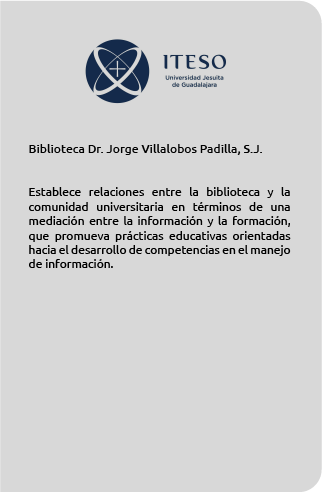 ITESO
Universidad Jesuita
de Guadalajara
Biblioteca Dr. Jorge Villalobos Padilla, S.J.
Establece relaciones entre la biblioteca y la
comunidad universitaria en términos de una
mediación entre la información y la formación,
que promueva prácticas educativas orientadas
hacia el desarrollo de competencias en el manejo
de información.